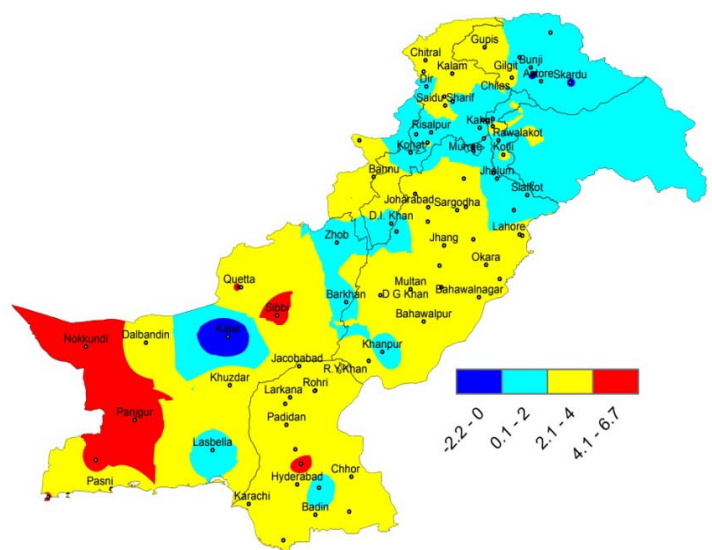 Gupis
Chitral
Kalam
Gilgit
Bunji
Astore
Skardu
Chiles
Dir
Saidu Sharif
Kakul
Risalpur
Rawalakot
Kohat
Murree
Kotli
Bannu
Jhelum
Sialkot
Joharabad
Sargodha
D.I. Khan
Zhob
Lahore
Jhang
Okara
Quetta
Multan
Barkhan
D G Khan
Bahawalnagar
Sibbi
Bahawalpur
Kalat
Nokkundi
Dalbandin
Khanpur
Jacobabad
R.Y.Khan
Khuzdar
Larkana
Rohri
Panjgur
Padidan
Lasbella
Pasni
Hyderabad
Chhor
Karachi
Badin
-2.2 - 0
0.1 - 2
2.1 - 4
4.1 - 6.7